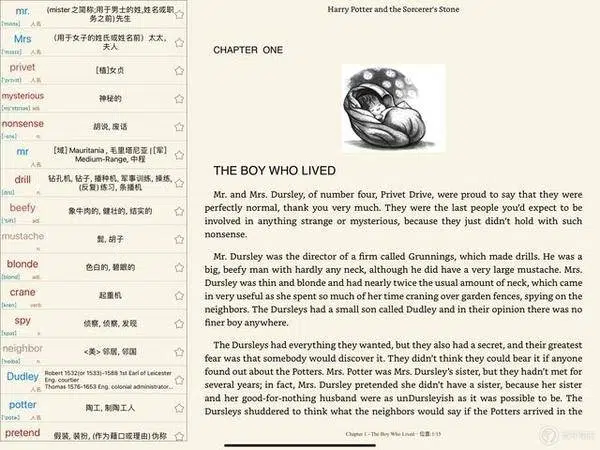 mr.
(mister之简称;用于男士的姓,姓名或职
务之前)先生
人名
Mrs
(用于女子的姓氏或姓名前)太太,
夫人
人名
privet
[植]女贞
n.
mysterious
神秘的
adj.
nonsense
胡说, 废话
n.
mr
[域] Mauritania , 毛里塔尼亚 | [军]
Medium-Range, 中程
人名
drill
钻孔机, 钻子, 播种机, 军事训练, 操练,
(反复)练习, 条播机
n.
beefy
象牛肉的, 健壮的, 结实的
adj.
mustache
髭, 胡子
n.
blonde
色白的, 碧眼的
adj.
crane
起重机
verb
spy
侦察, 侦察, 发现
n.
neighbor
<美> 邻居, 邻国
n.
Dudley
Robert 1532(or 1533)-1588 1st Earl of Leicester
Eng. courtier
Thomas 1576-1653 Eng. colonial administrator...
人名
potter
陶工, 制陶工人
人名
pretend
假装, 装扮, (作为藉口或理由) 伪称
Harry Potter and the Sorcerer's Stone
CHAPTER ONE
THE BOY WHO LIVED
Mr. and Mrs. Dursley, of number four, Privet Drive, were proud to say that they were
perfectly normal, thank you very much. They were the last people you'd expect to be
involved in anything strange or mysterious, because they just didn't hold with such
nonsense.
Mr. Dursley was the director of a firm called Grunnings, which made drills. He was a
big, beefy man with hardly any neck, although he did have a very large mustache. Mrs.
Dursley was thin and blonde and had nearly twice the usual amount of neck, which came
in very useful as she spent so much of her time craning over garden fences, spying on the
neighbors. The Dursleys had a small son called Dudley and in their opinion there was no
finer boy anywhere.
The Dursleys had everything they wanted, but they also had a secret, and their greatest
fear was that somebody would discover it. They didn't think they could bear it if anyone
found out about the Potters. Mrs. Potter was Mrs. Dursley's sister, but they hadn't met for
several years; in fact, Mrs. Dursley pretended she didn't have a sister, because her sister
and her good-for-nothing husband were as unDursleyish as it was possible to be. The
Dursleys shuddered to think what the neighbors would say if the Potters arrived in the
Chapter 1 - The Boy Who Lived - 位置:1/15